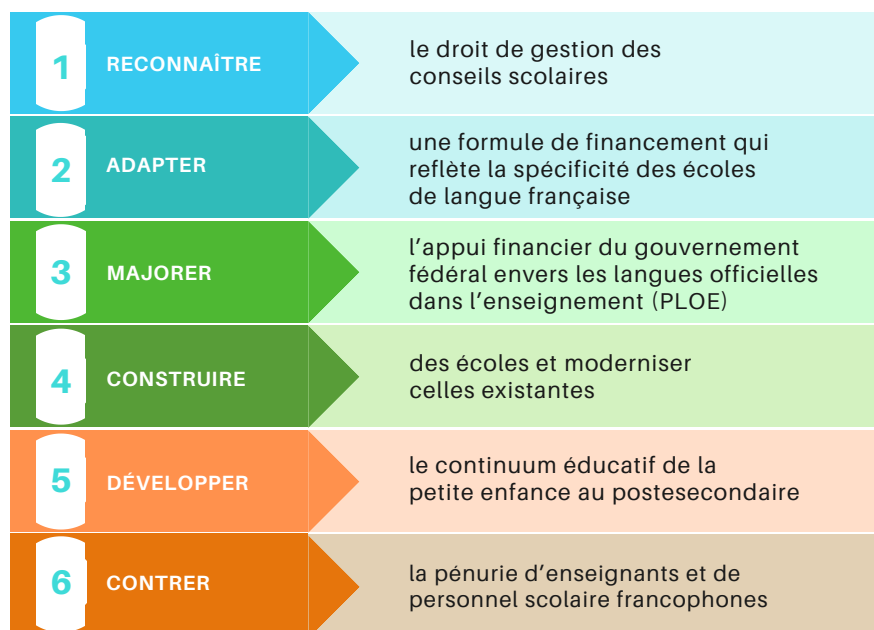 1
RECONNAÎTRE
le droit de gestion des
conseils scolaires
2
ADAPTER
une formule de financement qui
reflète la spécificité des écoles
de langue française
3
MAJORER
l’appui financier du gouvernement
fédéral envers les langues officielles
dans l’enseignement (PLOE)
4
CONSTRUIRE
des écoles et moderniser
celles existantes
5
DÉVELOPPER
le continuum éducatif de la
petite enfance au postesecondaire
6
CONTRER
la pénurie d’enseignants et de
personnel scolaire francophones